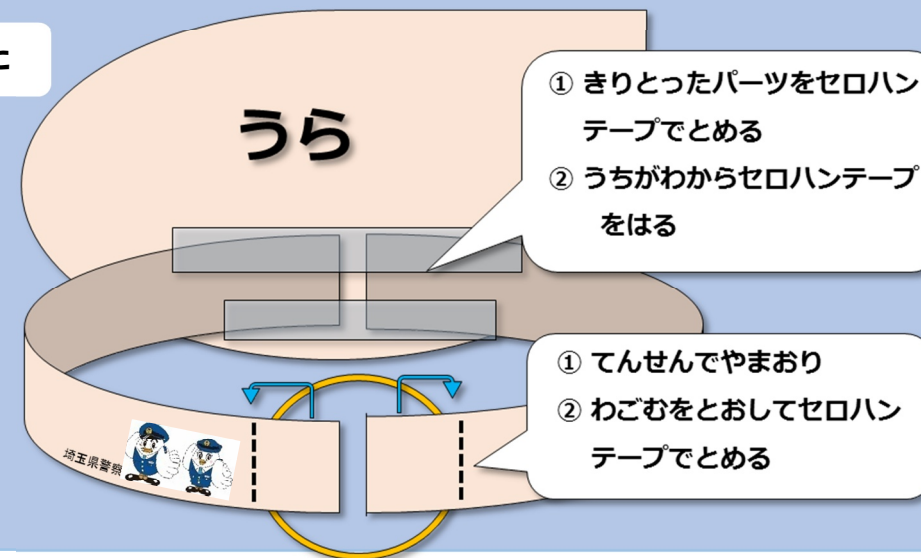 うら
① きりとったパーツをセロハン
テープでとめる
② うちがわからセロハンテープ
をはる
① てんせんでやまおり
② わごむをとおしてセロハン
テープでとめる
埼玉県警察